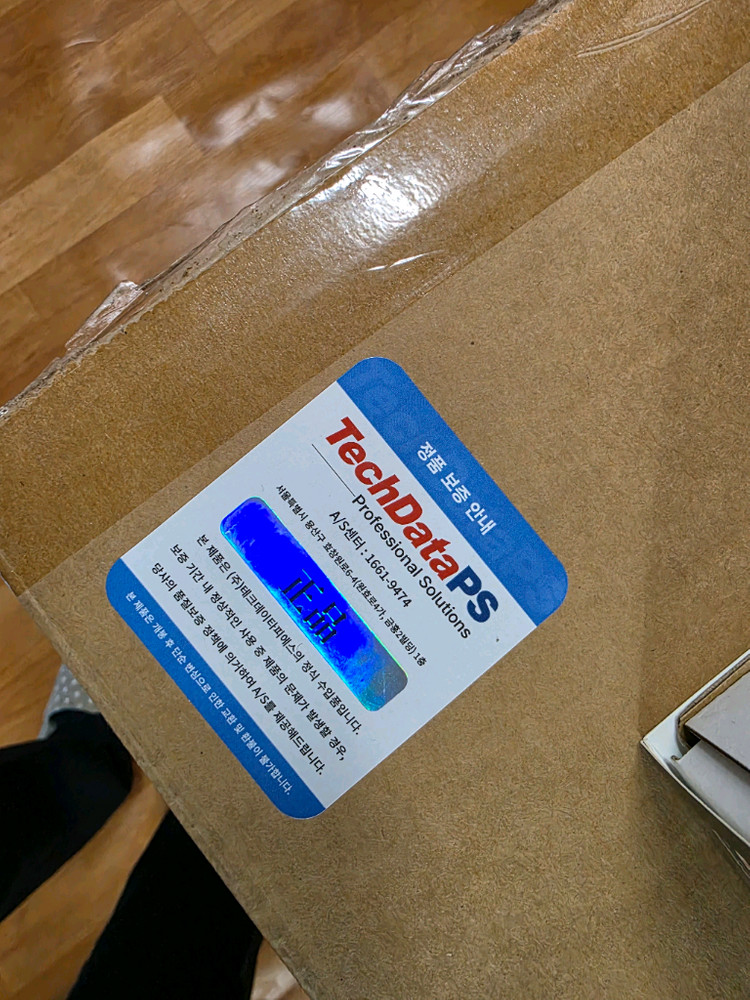 정품 보증 안내
TechDataPS
Professional Solutions
A/S센터 : 1661-9474
서울특별시 용산구 효창원로6-4(원효로4가, 금홍2빌딩)1층
正品
본 제품은 (주)테크데이타피에스의 정식 수입품입니다.
보증 기간 내 정상적인 사용 중 제품의 문제가 발생할 경우,
당사의 품질보증 정책에 의거하여 A/S를 제공해드립니다.
본 제품은 개봉 후 단순 변심으로 인한 교환 및 환불이 불가합니다.